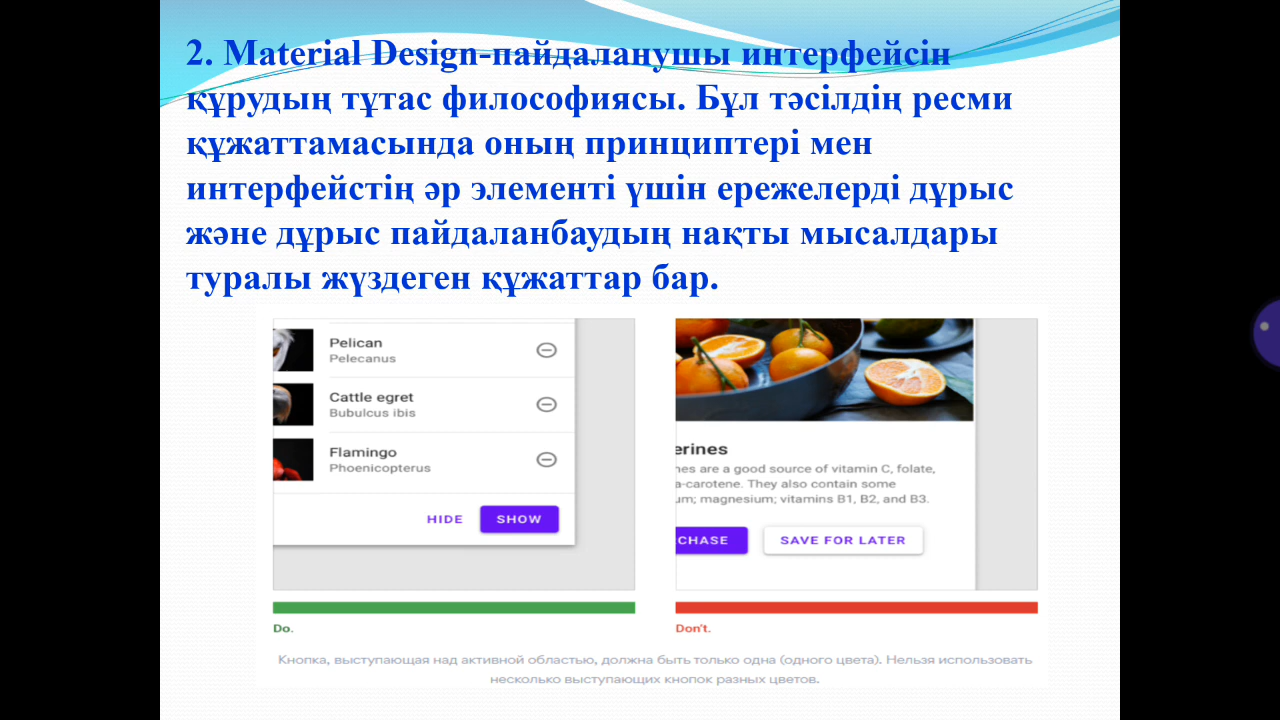 2. Material Design-пайдаланушы интерфейсін
құрудың тұтас философиясы. Бұл тәсілдің ресми
құжаттамасында оның принциптері мен
интерфейстің әр элементі үшін ережелерді дұрыс
және дұрыс пайдаланбаудың нақты мысалдары
туралы жүздеген құжаттар бар.
Pelican
Pelecanus
Cattle egret
Bubulcus ibis
Flamingo
Phoenicopterus
HIDE SHOW
Do.
erines
nes are a good source of vitamin C, folate,
a-carotene. They also contain some
um; magnesium; vitamins B1, B2, and B3.
CHASE SAVE FOR LATER
Don't.
Кнопка, выступающая над активной областью, должна быть только одна (одного цвета). Нельзя использовать
несколько выступающих кнопок разных цветов.